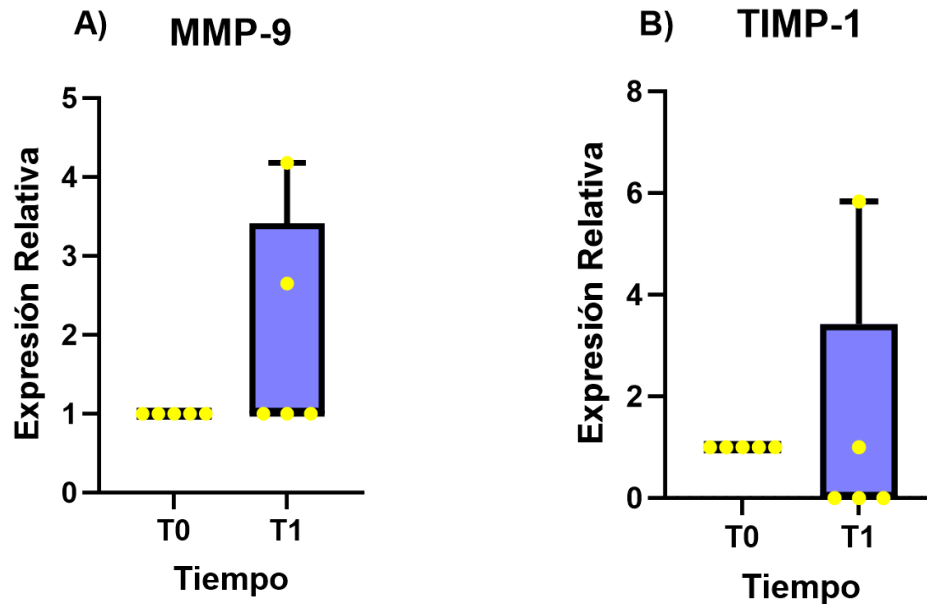 A)
MMP-9
Expresión Relativa
5
4
3
2
1
0
T0
T1
Tiempo
B)
TIMP-1
Expresión Relativa
8
6
4
2
0
T0
T1
Tiempo